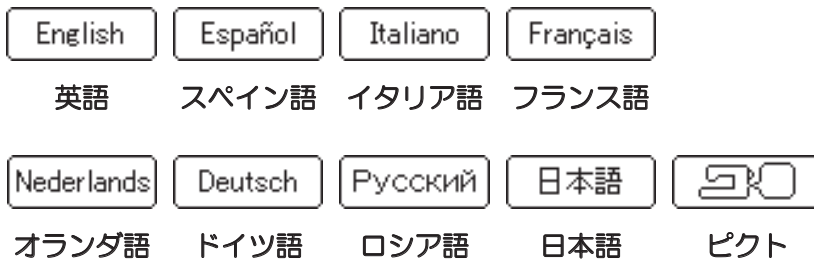 English Español Italiano Français
英語 スペイン語 イタリア語 フランス語
Nederlands Deutsch Русский 日本語
オランダ語 ドイツ語 ロシア語 日本語 ピクト